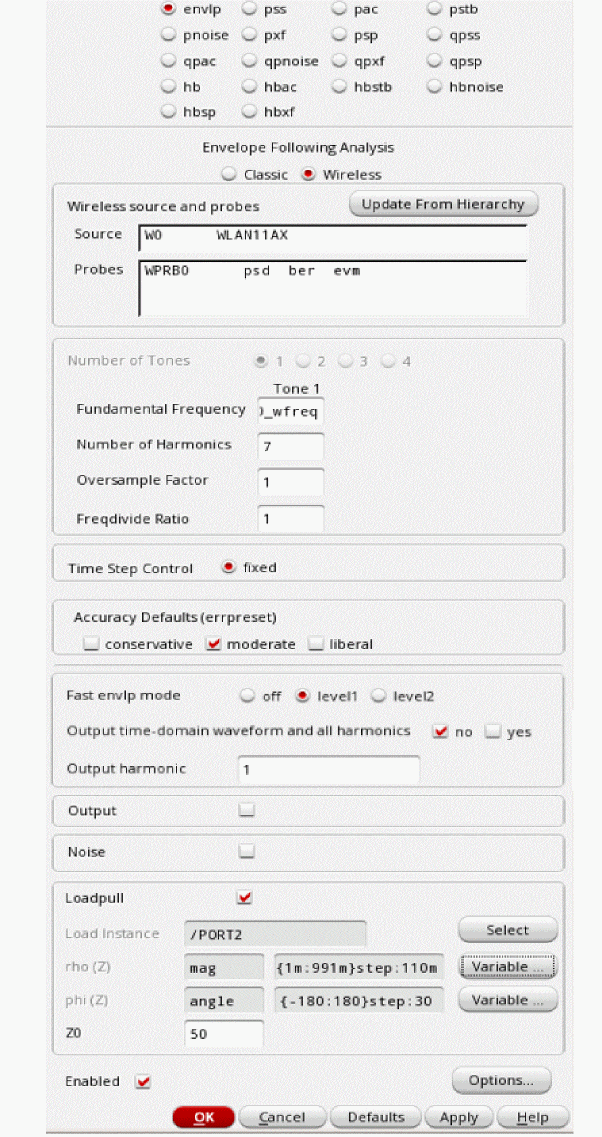 envlp pss pac pstb
pnoise pxf psp qpss
qpac qpnoise qpxf qpsp
hb hbac hbstb hbnoise
hbsp hbxf
Envelope Following Analysis
Classic Wireless
Wireless source and probes Update From Hierarchy
Source W0 WLAN11AX
Probes WPRB0 psd ber evm
Number of Tones 1 2 3 4
Tone 1
Fundamental Frequency )_wfreq
Number of Harmonics 7
Oversample Factor 1
Freqdivide Ratio 1
Time Step Control fixed
Accuracy Defaults (errpreset)
conservative moderate liberal
Fast envlp mode off level1 level2
Output time-domain waveform and all harmonics no yes
Output harmonic 1
Output
Noise
Loadpull
Load Instance /PORT2 Select
rho (Z) mag {1m:991m}step:110m Variable ...
phi (Z) angle {-180:180}step:30 Variable ...
Z0 50
Enabled Options...
OK Cancel Defaults Apply Help